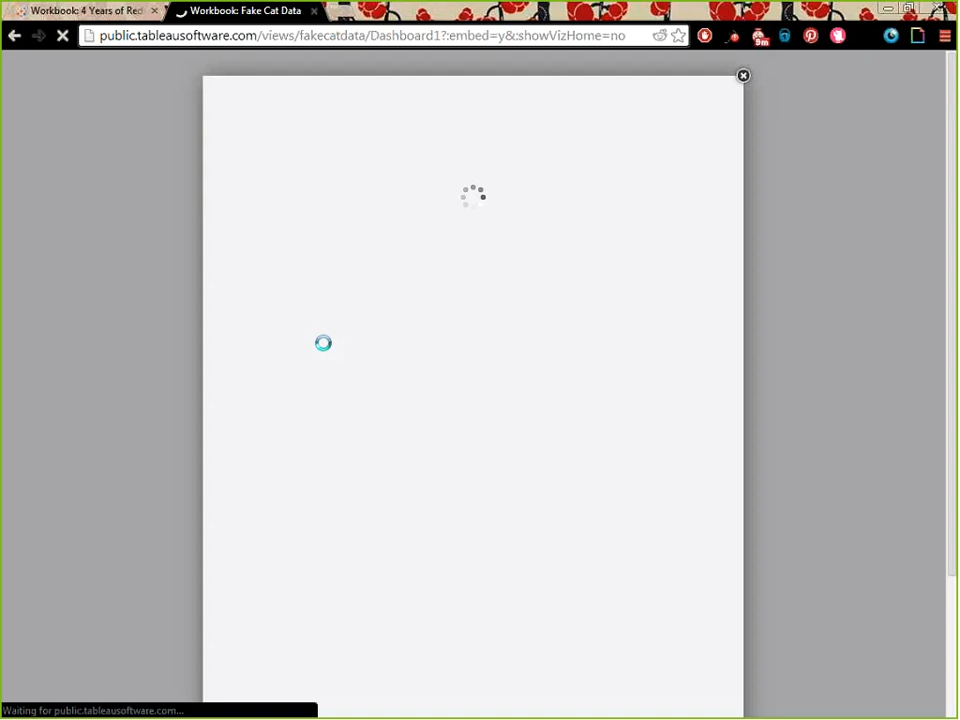 Workbook: 4 Years of Red
Workbook: Fake Cat Data
public.tableausoftware.com/views/fakecatdata/Dashboard1?:embed=y&:showVizHome=no
9m
Waiting for public.tableausoftware.com...